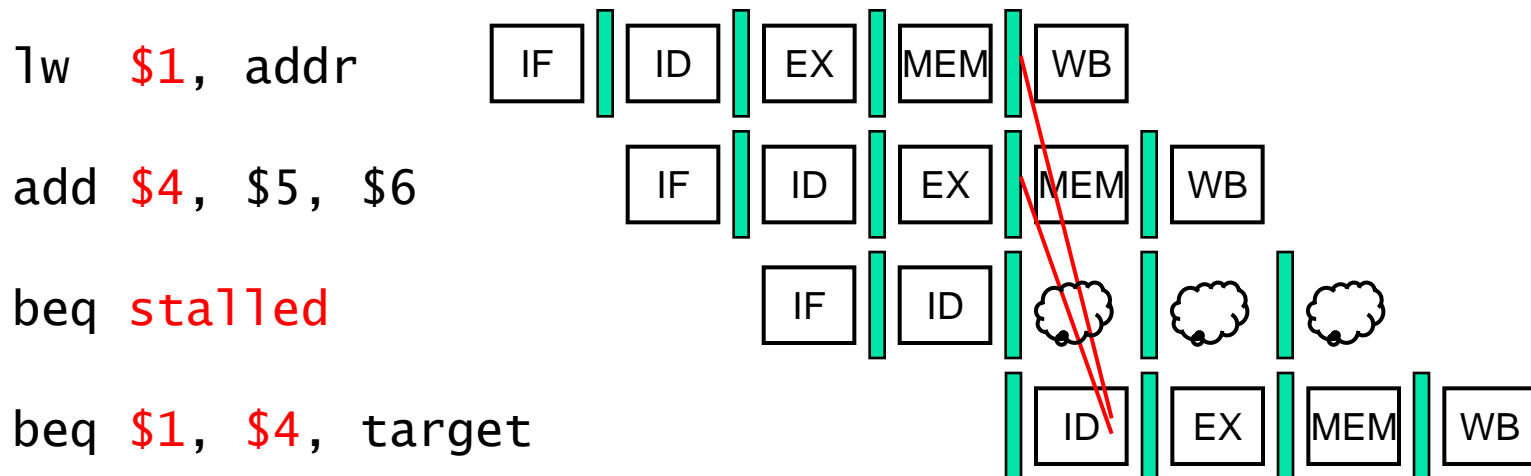 lw $1, addr IF ID EX MEM WB
add $4, $5, $6 IF ID EX MEM WB
beq stalled IF ID
beq $1, $4, target ID EX MEM WB